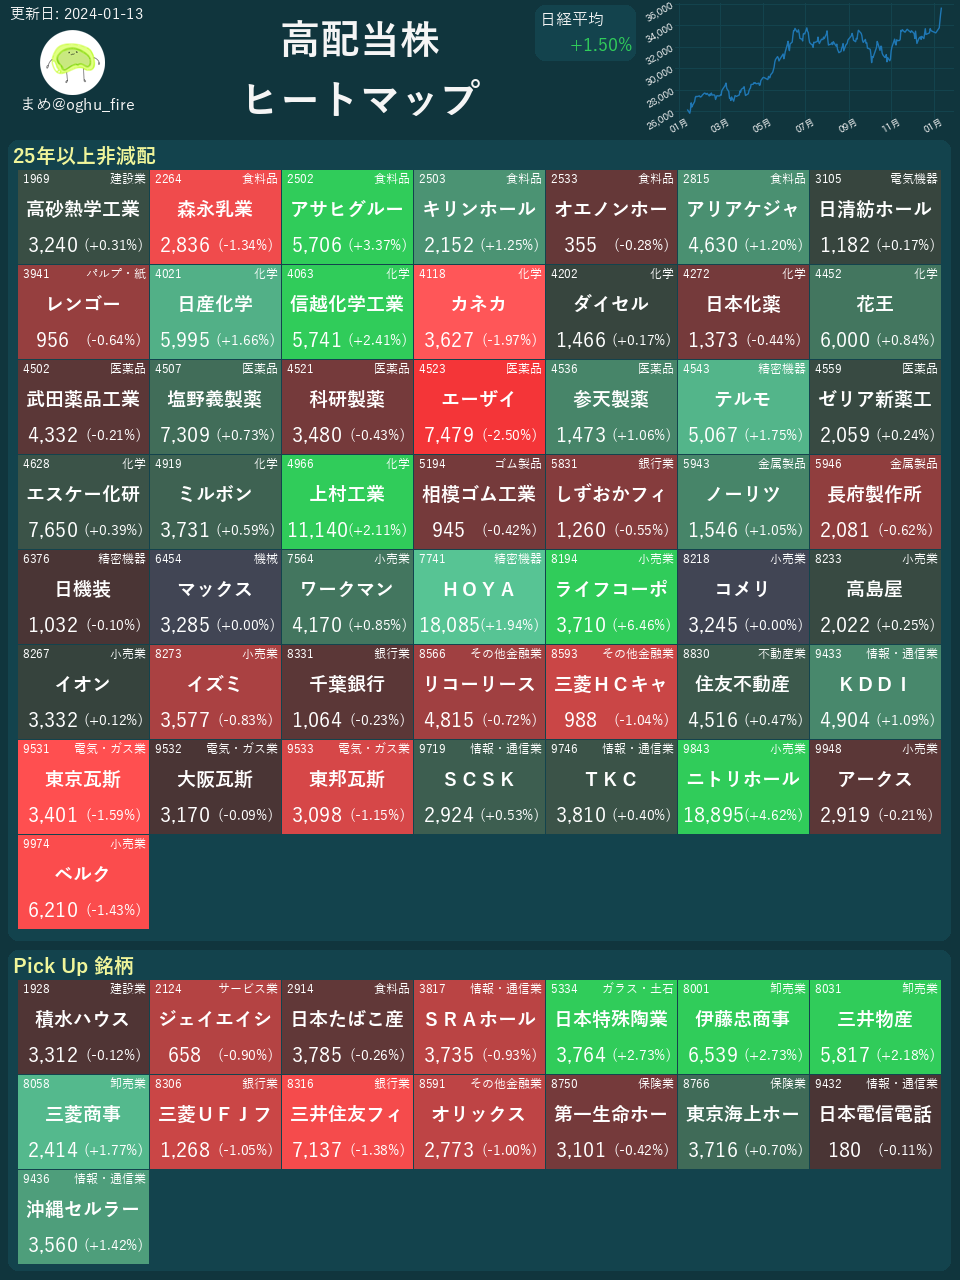 更新日: 2024-01-13
まめ@oghu_fire
高配当株
ヒートマップ
日経平均
+1.50%
36,000
34,000
32,000
30,000
28,000
26,000
01月 03月 05月 07月 09月 11月 01月
25年以上非減配
1969 建設業 2264 食料品 2502 食料品 2503 食料品 2533 食料品 2815 食料品 3105 電気機器
高砂熱学工業 森永乳業 アサヒグルー キリンホール オエノンホー アリアケジャ 日清紡ホール
3,240 (+0.31%) 2,836 (-1.34%) 5,706 (+3.37%) 2,152 (+1.25%) 355 (-0.28%) 4,630 (+1.20%) 1,182 (+0.17%)
3941 パルプ・紙 4021 化学 4063 化学 4118 化学 4202 化学 4272 化学 4452 化学
レンゴー 日産化学 信越化学工業 カネカ ダイセル 日本化薬 花王
956 (-0.64%) 5,995 (+1.66%) 5,741 (+2.41%) 3,627 (-1.97%) 1,466 (+0.17%) 1,373 (-0.44%) 6,000 (+0.84%)
4502 医薬品 4507 医薬品 4521 医薬品 4523 医薬品 4536 医薬品 4543 精密機器 4559 医薬品
武田薬品工業 塩野義製薬 科研製薬 エーザイ 参天製薬 テルモ ゼリア新薬工
4,332 (-0.21%) 7,309 (+0.73%) 3,480 (-0.43%) 7,479 (-2.50%) 1,473 (+1.06%) 5,067 (+1.75%) 2,059 (+0.24%)
4628 化学 4919 化学 4966 化学 5194 ゴム製品 5831 銀行業 5943 金属製品 5946 金属製品
エスケー化研 ミルボン 上村工業 相模ゴム工業 しずおかフィ ノーリツ 長府製作所
7,650 (+0.39%) 3,731 (+0.59%) 11,140(+2.11%) 945 (-0.42%) 1,260 (-0.55%) 1,546 (+1.05%) 2,081 (-0.62%)
6376 精密機器 6454 機械 7564 小売業 7741 精密機器 8194 小売業 8218 小売業 8233 小売業
日機装 マックス ワークマン ＨＯＹＡ ライフコーポ コメリ 高島屋
1,032 (-0.10%) 3,285 (+0.00%) 4,170 (+0.85%) 18,085(+1.94%) 3,710 (+6.46%) 3,245 (+0.00%) 2,022 (+0.25%)
8267 小売業 8273 小売業 8331 銀行業 8566 その他金融業 8593 その他金融業 8830 不動産業 9433 情報・通信業
イオン イズミ 千葉銀行 リコーリース 三菱ＨＣキャ 住友不動産 ＫＤＤＩ
3,332 (+0.12%) 3,577 (-0.83%) 1,064 (-0.23%) 4,815 (-0.72%) 988 (-1.04%) 4,516 (+0.47%) 4,904 (+1.09%)
9531 電気・ガス業 9532 電気・ガス業 9533 電気・ガス業 9719 情報・通信業 9746 情報・通信業 9843 小売業 9948 小売業
東京瓦斯 大阪瓦斯 東邦瓦斯 ＳＣＳＫ ＴＫＣ ニトリホール アークス
3,401 (-1.59%) 3,170 (-0.09%) 3,098 (-1.15%) 2,924 (+0.53%) 3,810 (+0.40%) 18,895(+4.62%) 2,919 (-0.21%)
9974 小売業
ベルク
6,210 (-1.43%)
Pick Up 銘柄
1928 建設業 2124 サービス業 2914 食料品 3817 情報・通信業 5334 ガラス・土石 8001 卸売業 8031 卸売業
積水ハウス ジェイエイシ 日本たばこ産 ＳＲＡホール 日本特殊陶業 伊藤忠商事 三井物産
3,312 (-0.12%) 658 (-0.90%) 3,785 (-0.26%) 3,735 (-0.93%) 3,764 (+2.73%) 6,539 (+2.73%) 5,817 (+2.18%)
8058 卸売業 8306 銀行業 8316 銀行業 8591 その他金融業 8750 保険業 8766 保険業 9432 情報・通信業
三菱商事 三菱ＵＦＪフ 三井住友フィ オリックス 第一生命ホー 東京海上ホー 日本電信電話
2,414 (+1.77%) 1,268 (-1.05%) 7,137 (-1.38%) 2,773 (-1.00%) 3,101 (-0.42%) 3,716 (+0.70%) 180 (-0.11%)
9436 情報・通信業
沖縄セルラー
3,560 (+1.42%)